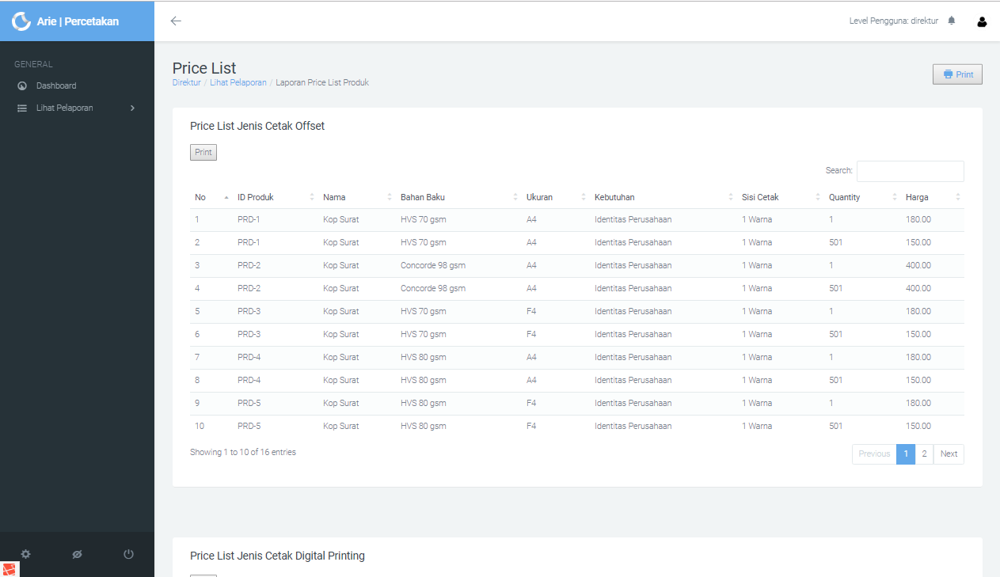 Arie | Percetakan
Level Pengguna: direktur
GENERAL
Dashboard
Lihat Pelaporan
Price List
Direktur / Lihat Pelaporan / Laporan Price List Produk
Print
Price List Jenis Cetak Offset
Print
Search:
No ID Produk Nama Bahan Baku Ukuran Kebutuhan Sisi Cetak Quantity Harga
1 PRD-1 Kop Surat HVS 70 gsm A4 Identitas Perusahaan 1 Warna 1 180.00
2 PRD-1 Kop Surat HVS 70 gsm A4 Identitas Perusahaan 1 Warna 501 150.00
3 PRD-2 Kop Surat Concorde 98 gsm A4 Identitas Perusahaan 1 Warna 1 400.00
4 PRD-2 Kop Surat Concorde 98 gsm A4 Identitas Perusahaan 1 Warna 501 400.00
5 PRD-3 Kop Surat HVS 70 gsm F4 Identitas Perusahaan 1 Warna 1 180.00
6 PRD-3 Kop Surat HVS 70 gsm F4 Identitas Perusahaan 1 Warna 501 150.00
7 PRD-4 Kop Surat HVS 80 gsm A4 Identitas Perusahaan 1 Warna 1 180.00
8 PRD-4 Kop Surat HVS 80 gsm A4 Identitas Perusahaan 1 Warna 501 150.00
9 PRD-5 Kop Surat HVS 80 gsm F4 Identitas Perusahaan 1 Warna 1 180.00
10 PRD-5 Kop Surat HVS 80 gsm F4 Identitas Perusahaan 1 Warna 501 150.00
Showing 1 to 10 of 16 entries
Previous 1 2 Next
Price List Jenis Cetak Digital Printing